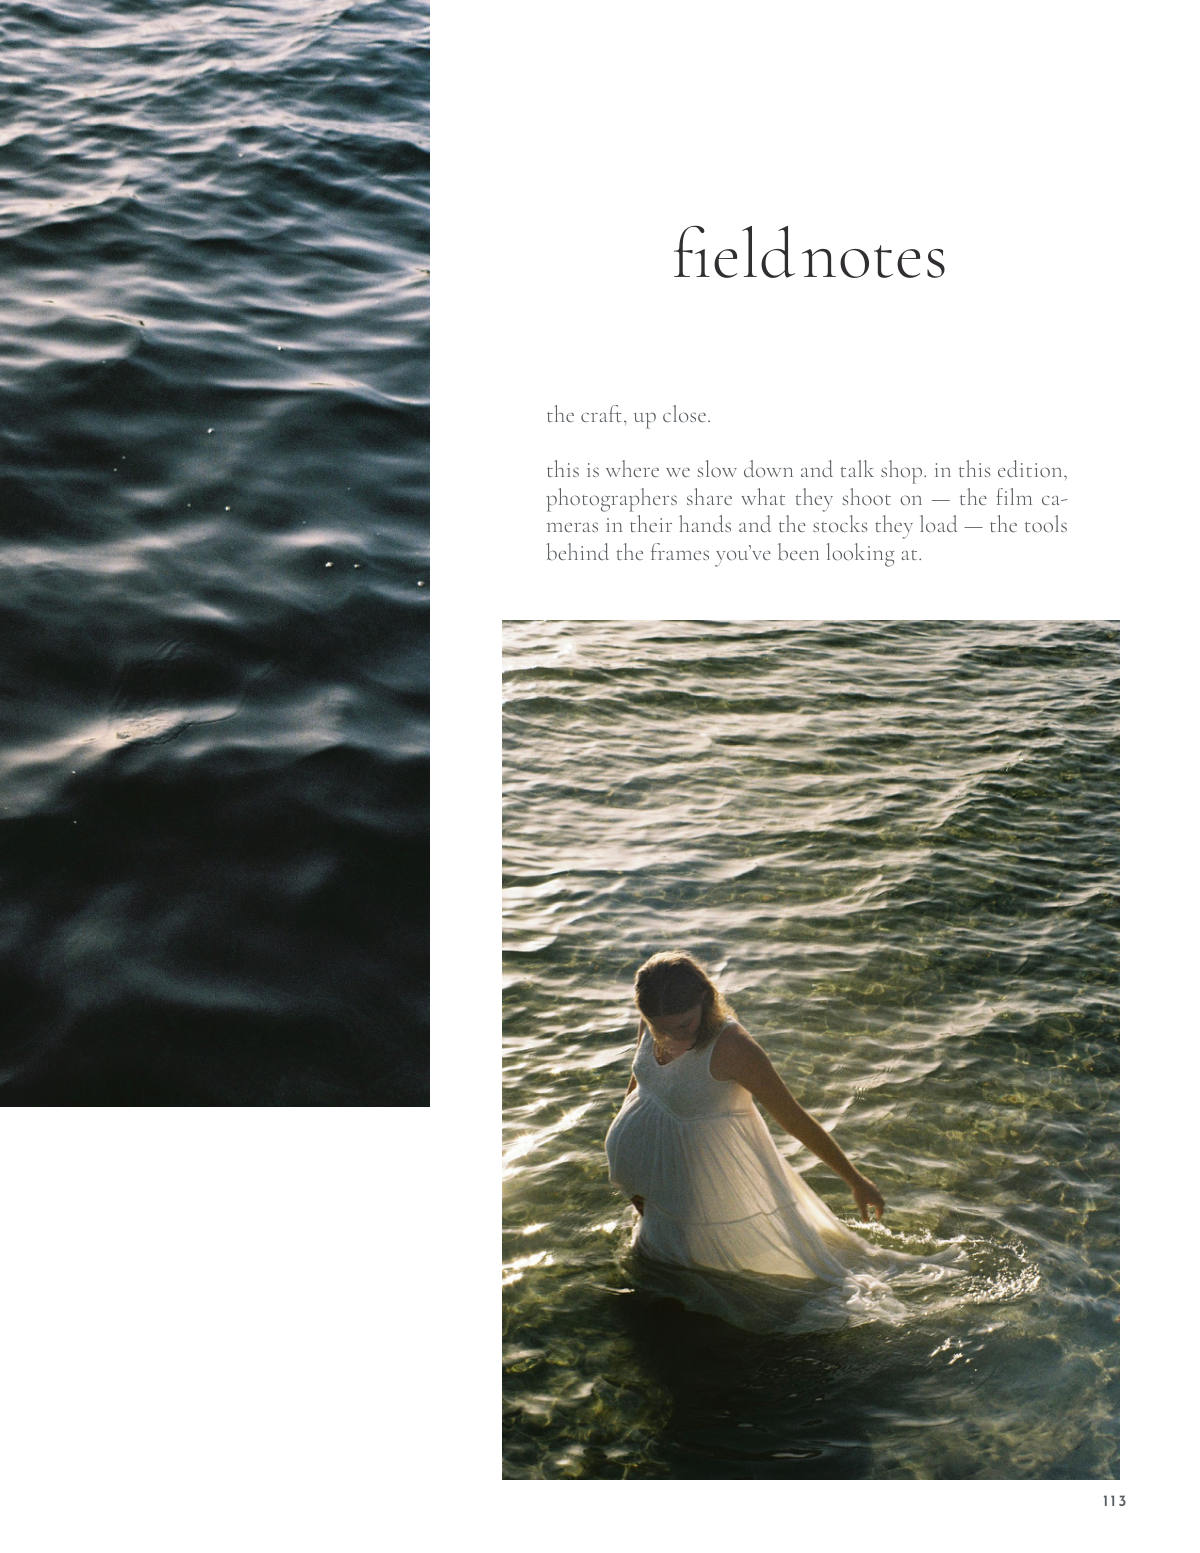 fieldnotes
the craft, up close.
this is where we slow down and talk shop. in this edition,
photographers share what they shoot on — the film ca-
meras in their hands and the stocks they load — the tools
behind the frames you’ve been looking at.
113